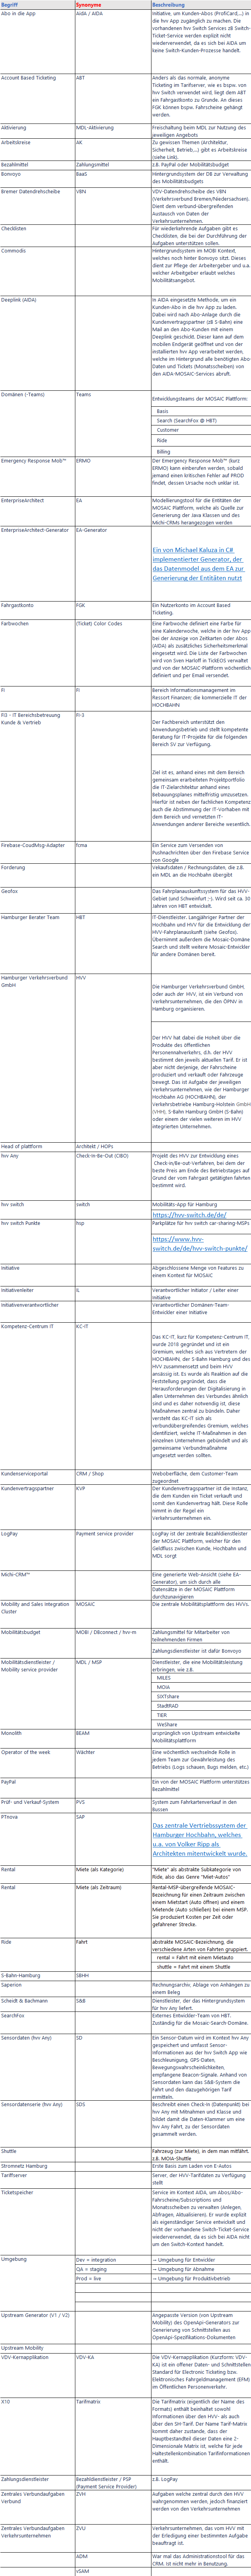 Begriff Synonyme Beschreibung
Abo in die App Aidä / AIDA Initiative, um Kunden-Abos (ProfiCard,...) in
die hvv App zugänglich zu machen. Die
vorhandenen hvv Switch Services zB Switch-
Ticket-Service werden explizit nicht
wiederverwendet, da es sich bei AIDA um
keine Switch-Kunden-Prozesse handelt.
Account Based Ticketing ABT Anders als das normale, anonyme
Ticketing im Tarifserver, wie es bspw. von
hvv Switch verwendet wird, liegt dem ABT
ein Fahrgastkonto zu Grunde. An dieses
FGK können bspw. Fahrscheine gehängt
werden.
Aktivierung MDL-Aktivierung Freischaltung beim MDL zur Nutzung des
jeweiligen Angebots
Arbeitskreise AK Zu gewissen Themen (Architektur,
Sicherheit, Betrieb,...) gibt es Arbeitskreise
(siehe Link).
Bezahlmittel Zahlungsmittel z.B. PayPal oder Mobilitätsbudget
Bonvoyo BaaS Hintergrundsystem der DB zur Verwaltung
des Mobilitätsbudgets
Bremer Datendrehscheibe VBN VDV-Datendrehscheibe des VBN
(Verkehrsverbund Bremen/Niedersachsen).
Dient dem verbund-übergreifenden
Austausch von Daten der
Verkehrsunternehmen.
Checklisten Für wiederkehrende Aufgaben gibt es
Checklisten, die bei der Durchführung der
Aufgaben unterstützen sollen.
Commodis Hintergrundsystem im MOBI Kontext,
welches noch hinter Bonvoyo sitzt. Dieses
dient zur Pflege der Arbeitgeber und u.a.
welcher Arbeitgeber erlaubt welches
Mobilitätsangebot.
Deeplink (AIDA) In AIDA eingesetzte Methode, um ein
Kunden-Abo in die hvv App zu laden.
Dabei wird nach Abo-Anlage durch die
Kundenvertragspartner (zB S-Bahn) eine
Mail an den Abo-Kunden mit einem
Deeplink geschickt. Dieser kann auf dem
mobilen Endgerät geöffnet und von der
installierten hvv App verarbeitet werden,
welche im Hintergrund alle benötigten Abo-
Daten und Tickets (Monatsscheiben) von
den AIDA-MOSAIC-Services abruft.
Domänen (-Teams) Teams Entwicklungsteams der MOSAIC Plattform:
Basis
Search (SearchFox @ HBT)
Customer
Ride
Billing
Emergency Response Mob™ ERMO Der Emergency Response Mob™ (kurz
ERMO) kann einberufen werden, sobald
jemand einen kritischen Fehler auf PROD
findet, dessen Ursache noch unklar ist.
EnterpriseArchitect EA Modellierungstool für die Entitäten der
MOSAIC Plattform, welche als Quelle zur
Generierung der Java Klassen und des
Michi-CRMs herangezogen werden
EnterpriseArchitect-Generator EA-Generator
Ein von Michael Kaluza in C#
implementierter Generator, der
das Datenmodell aus dem EA zur
Generierung der Entitäten nutzt
Fahrgastkonto FGK Ein Nutzerkonto im Account Based
Ticketing.
Farbwochen (Ticket) Color Codes Eine Farbwoche definiert eine Farbe für
eine Kalenderwoche, welche in der hvv App
bei der Anzeige von Zeitkarten oder Abos
(AIDA) als zusätzliches Sicherheitsmerkmal
eingesetzt wird. Die Liste der Farbwochen
wird von Sven Harloff in TickEOS verwaltet
und von der MOSAIC-Plattform wöchentlich
definiert und per Email versendet.
FI FI Bereich Informationsmanagement im
Ressort Finanzen; die kommerzielle IT der
HOCHBAHN
FI3 - IT Bereichsbetreuung FI-3
Kunde & Vertrieb
Der Fachbereich unterstützt den
Anwendungsbetrieb und stellt kompetente
Beratung für IT-Projekte für die folgenden
Bereich SV zur Verfügung.
Ziel ist es, anhand eines mit dem Bereich
gemeinsam erarbeiteten Projektportfolio
die IT-Zielarchitektur anhand eines
Bebauungsplanes mittelfristig umzusetzen.
Hierfür ist neben der fachlichen Kompetenz
auch die Abstimmung der IT-Vorhaben mit
dem Bereich und vernetzten IT-
Anwendungen anderer Bereiche wesentlich.
Firebase-CoudMsg-Adapter fcma Ein Service zum Versenden von
Pushnachrichten über den Firebase Service
von Google
Forderung Verkaufsdaten / Rechnungsdaten, die z.B.
ein MDL an die Hochbahn übergibt
Geofox Das Fahrplanauskunftssystem für das HVV-
Gebiet (und Schweinfurt ;-). Wird seit ca. 30
Jahren von HBT entwickelt.
Hamburger Berater Team HBT IT-Dienstleister. Langjähriger Partner der
Hochbahn und HVV für die Entwicklung der
HVV-Fahrplanauskunft (siehe Geofox).
Übernimmt außerdem die Mosaic-Domäne
Search und stellt weitere Mosaic-Entwickler
für andere Domänen bereit.
Hamburger Verkehrsverbund HVV
GmbH
Die Hamburger Verkehrsverbund GmbH,
oder auch der HVV, ist ein Verbund von
Verkehrsunternehmen, die den ÖPNV in
Hamburg organisieren.
Der HVV hat dabei die Hoheit über die
Produkte des öffentlichen
Personennahverkehrs, d.h. der HVV
bestimmt den jeweils aktuellen Tarif. Er ist
aber nicht derjenige, der Fahrscheine
produziert und verkauft oder Fahrzeuge
bewegt. Das ist Aufgabe der jeweiligen
Verkehrsunternehmen, wie der Hamburger
Hochbahn AG (HOCHBAHN), der
Verkehrsbetriebe Hamburg-Holstein GmbH
(VHH), S-Bahn Hamburg GmbH (S-Bahn)
oder einem der vielen weiteren im HVV
integrierten Unternehmen.
Head of plattform Architekt / HOPs
hvv Any Check-In-Be-Out (CIBO) Projekt des HVV zur Entwicklung eines
Check-in/Be-out-Verfahren, bei dem der
beste Preis am Ende des Betriebstages auf
Grund der vom Fahrgast getätigten Fahrten
bestimmt wird.
hvv switch switch Mobilitäts-App für Hamburg
https://hvv-switch.de/de/
hvv switch Punkte hsp Parkplätze für hvv switch car-sharing-MSPs
https://www.hvv-
switch.de/de/hvv-switch-punkte/
Initiative Abgeschlossene Menge von Features zu
einem Kontext für MOSAIC
Initiativenleiter IL Verantwortlicher Initiator / Leiter einer
Initiative
Initiativenverantwortlicher Verantwortlicher Domänen-Team-
Entwickler einer Initiative
Kompetenz-Centrum IT KC-IT
Das KC-IT, kurz für Kompetenz-Centrum IT,
wurde 2018 gegründet und ist ein
Gremium, welches sich aus Vertretern der
HOCHBAHN, der S-Bahn Hamburg und des
HVV zusammensetzt und beim HVV
ansässig ist. Es wurde als Reaktion auf die
Feststellung gegründet, dass die
Herausforderungen der Digitalisierung in
allen Unternehmen des Verbundes ähnlich
sind und es daher notwendig ist, diese
Maßnahmen zentral zu bündeln. Daher
versteht das KC-IT sich als
verbundübergreifendes Gremium, welches
identifiziert, welche IT-Maßnahmen in den
einzelnen Unternehmen gebündelt und als
gemeinsame Verbundmaßnahme
umgesetzt werden sollten.
Kundenserviceportal CRM / Shop Weboberfläche, dem Customer-Team
zugeordnet
Kundenvertragspartner KVP Der Kundenvertragspartner ist die Instanz,
die dem Kunden ein Ticket verkauft und
somit den Kundenvertrag hält. Diese Rolle
nimmt in der Regel ein
Verkehrsunternehmen ein.
LogPay Payment service provider LogPay ist der zentrale Bezahldienstleister
der MOSAIC Plattform, welcher für den
Geldfluss zwischen Kunde, Hochbahn und
MDL sorgt
Michi-CRM™ Eine generierte Web-Ansicht (siehe EA-
Generator), um sich durch alle
Datensätze in der MOSAIC Plattform
durchzunavigieren
Mobility and Sales Integration MOSAIC Die zentrale Mobilitätsplattform des HVVs.
Cluster
Mobilitätsbudget MOBI / DBconnect / hvv-m Zahlungsmittel für Mitarbeiter von
teilnehmenden Firmen
Zahlungsdienstleister ist dafür Bonvoyo
Mobilitätsdienstleister / MDL / MSP Dienstleister, die eine Mobilitätsleistung
Mobility service provider erbringen, wie z.B.
MILES
MOIA
SIXTshare
StadtRAD
TIER
WeShare
Monolith BEAM ursprünglich von Upstream entwickelte
Mobilitätsplattform
Operator of the week Wächter Eine wöchentlich wechselnde Rolle in
jedem Team zur Gewährleistung des
Betriebs (Logs schauen, Bugs melden, etc.)
PayPal Ein von der MOSAIC Plattform unterstützes
Bezahlmittel
Prüf- und Verkauf-System PVS System zum Fahrkartenverkauf in den
Bussen
PTnova SAP
Das zentrale Vertriebssystem der
Hamburger Hochbahn, welches
u.a. von Volker Ripp als
Architekten mitentwickelt wurde.
Rental Miete (als Kategorie) "Miete" als abstrakte Subkategorie von
Ride, also das Genre "Miet-Autos"
Rental Miete (als Zeitraum) Rental-MSP-übergreifende MOSAIC-
Bezeichnung für einen Zeitraum zwischen
einem Mietstart (Auto öffnen) und einem
Mietende (Auto schließen) bei einem MSP.
Sie produziert Kosten per Zeit oder
gefahrener Strecke.
Ride Fahrt abstrakte MOSAIC-Bezeichnung, die
verschiedene Arten von Fahrten gruppiert.
rental = Fahrt mit einem Mietauto
shuttle = Fahrt mit einem Shuttle
S-Bahn-Hamburg SBHH
Saperion Rechnungsarchiv, Ablage von Anhängen zu
einem Beleg
Scheidt & Bachmann S&B Dienstleister, der das Hintergrundsystem
für hvv Any liefert.
SearchFox Externes Entwickler-Team von HBT.
Zuständig für die Mosaic-Search-Domäne.
Sensordaten (hvv Any) SD Ein Sensor-Datum wird im Kontext hvv Any
gespeichert und umfasst Sensor-
Informationen aus der hvv Switch App wie
Beschleunigung, GPS-Daten,
Bewegungswahrscheinlichkeiten,
empfangene Beacon-Signale. Anhand von
Sensordaten kann das S&B-System die
Fahrt und den dazugehörigen Tarif
ermitteln.
Sensordatenserie (hvv Any) SDS Beschreibt einen Check-In (Datenpunkt) bei
hvv Any mit Mitnahmen und Klasse und
bildet damit die Daten-Klammer um eine
hvv Any Fahrt, zu der Sensordaten
gesammelt werden.
Shuttle Fahrzeug (zur Miete), in dem man mitfährt,
z.B. MOIA-Shuttle
Stromnetz Hamburg Erste Basis zum Laden von E-Autos
Tariffserver Server, der HVV-Tarifdaten zu Verfügung
stellt
Ticketspeicher Service im Kontext AIDA, um Abos/Abo-
Fahrscheine/Subscriptions und
Monatsscheiben zu verwalten (Anlegen,
Abfragen, Aktualisieren). Er wurde explizit
als eigenständiger Service entwickelt und
nicht der vorhandene Switch-Ticket-Service
wiederverwendet, da es sich bei AIDA nicht
um den Switch-Kontext handelt.
Umgebung Dev = integration → Umgebung für Entwickler
QA = staging → Umgebung für Abnahme
Prod = live → Umgebung für Produktivbetrieb
Upstream Generator (V1 / V2) Angepasste Version (von Upstream
Mobility) des OpenApi-Generators zur
Generierung von Schnittstellen aus
OpenApi-Spezifikations-Dokumenten
Upstream Mobility
VDV-Kernapplikation VDV-KA Die VDV-Kernapplikation (Kurzform: VDV-
KA) ist ein offener Daten- und Schnittstellen
Standard für Electronic Ticketing bzw.
Elektronisches Fahrgeldmanagement (EFM)
im Öffentlichen Personenverkehr.
X10 Tarifmatrix Die Tarifmatrix (eigentlich der Name des
Formats) enthält beinhaltet sowohl
Informationen über den HVV- als auch
über den SH-Tarif. Der Name Tarif-Matrix
kommt daher zustande, dass der
Hauptbestandteil dieser Daten eine 2-
Dimensionale Matrix ist, welche für jede
Haltestellenkombination Tarifinformationen
enthält.
Zahlungsdienstleister Bezahldienstleister / PSP z.B. LogPay
(Payment Service Provider)
Zentrales Verbundaufgaben ZVH Aufgaben welche zentral durch den HVV
Verbund wahrgenommen werden, jedoch finanziert
werden von den Verkehrsunternehmen
Zentrales Verbundaufgaben ZVU Verkehrsunternehmen, das vom HVV mit
Verkehrsunternehmen der Erledigung einer bestimmten Aufgabe
beauftragt ist.
ADM War mal das Administrationstool für das
CRM. Ist nicht mehr in Benutzung.
VSAM